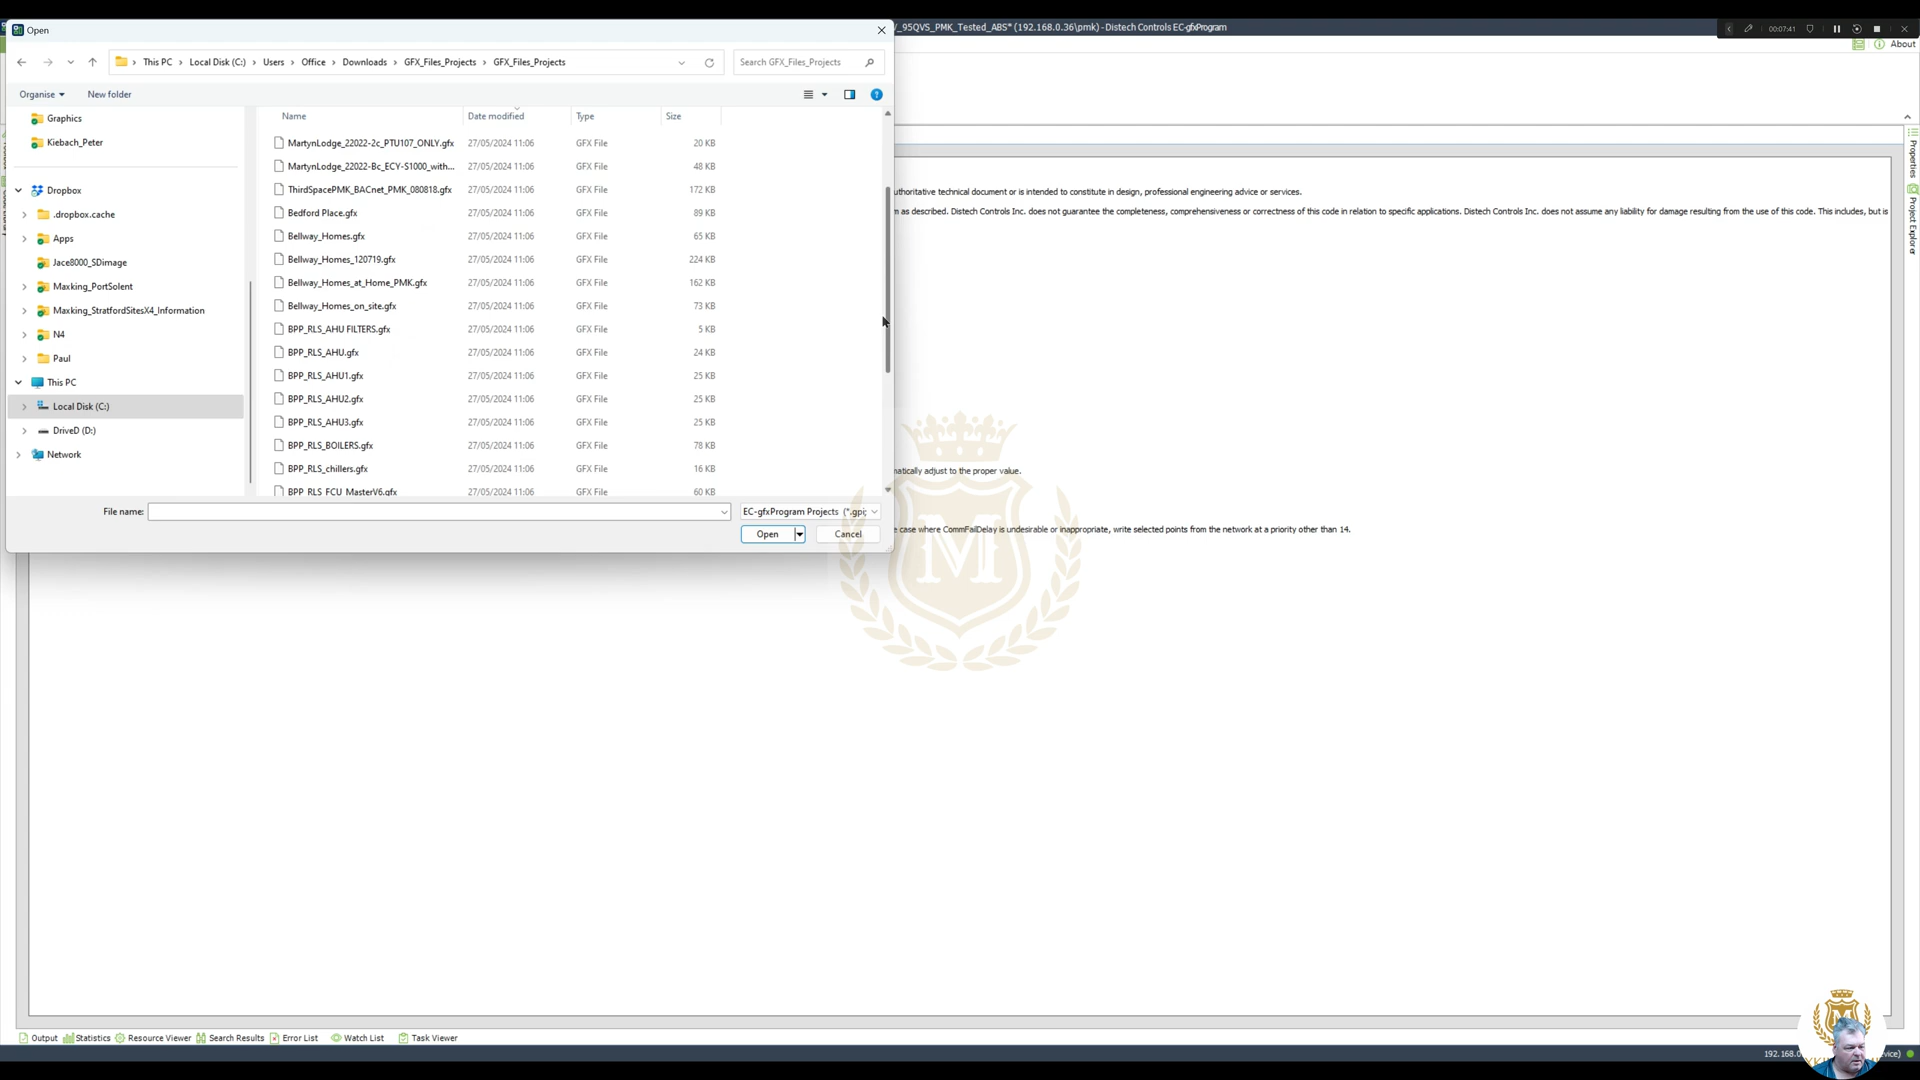 Open
_95QVS_PMK_Tested_ABS* (192.168.0.36\pmk) - Distech Controls EC-gfxProgram
00:07:41
About
This PC > Local Disk (C:) > Users > Office > Downloads > GFX_Files_Projects > GFX_Files_Projects
Search GFX_Files_Projects
Organise
New folder
Name Date modified Type Size
Graphics
Kiebach_Peter
Dropbox
.dropbox.cache
Apps
Jace8000_SDimage
Maxking_PortSolent
Maxking_StratfordSitesX4_Information
N4
Paul
This PC
Local Disk (C:)
DriveD (D:)
Network
MartynLodge_22022-2c_PTU107_ONLY.gfx 27/05/2024 11:06 GFX File 20 KB
MartynLodge_22022-Bc_ECY-S1000_with... 27/05/2024 11:06 GFX File 48 KB
ThirdSpacePMK_BACnet_PMK_080818.gfx 27/05/2024 11:06 GFX File 172 KB
Bedford Place.gfx 27/05/2024 11:06 GFX File 89 KB
Bellway_Homes.gfx 27/05/2024 11:06 GFX File 65 KB
Bellway_Homes_120719.gfx 27/05/2024 11:06 GFX File 224 KB
Bellway_Homes_at_Home_PMK.gfx 27/05/2024 11:06 GFX File 162 KB
Bellway_Homes_on_site.gfx 27/05/2024 11:06 GFX File 73 KB
BPP_RLS_AHU FILTERS.gfx 27/05/2024 11:06 GFX File 5 KB
BPP_RLS_AHU.gfx 27/05/2024 11:06 GFX File 24 KB
BPP_RLS_AHU1.gfx 27/05/2024 11:06 GFX File 25 KB
BPP_RLS_AHU2.gfx 27/05/2024 11:06 GFX File 25 KB
BPP_RLS_AHU3.gfx 27/05/2024 11:06 GFX File 25 KB
BPP_RLS_BOILERS.gfx 27/05/2024 11:06 GFX File 78 KB
BPP_RLS_chillers.gfx 27/05/2024 11:06 GFX File 16 KB
BPP_RLS_FCU_MasterV6.gfx 27/05/2024 11:06 GFX File 60 KB
File name:
EC-gfxProgram Projects (*.gpj;
Open
Cancel
uthoritative technical document or is intended to constitute in design, professional engineering advice or services.
m as described. Distech Controls Inc. does not guarantee the completeness, comprehensiveness or correctness of this code in relation to specific applications. Distech Controls Inc. does not assume any liability for damage resulting from the use of this code. This includes, but is
matically adjust to the proper value.
e case where CommFailDelay is undesirable or inappropriate, write selected points from the network at a priority other than 14.
Properties
Project Explorer
M
Output
Statistics
Resource Viewer
Search Results
Error List
Watch List
Task Viewer
192.168.0
vice)